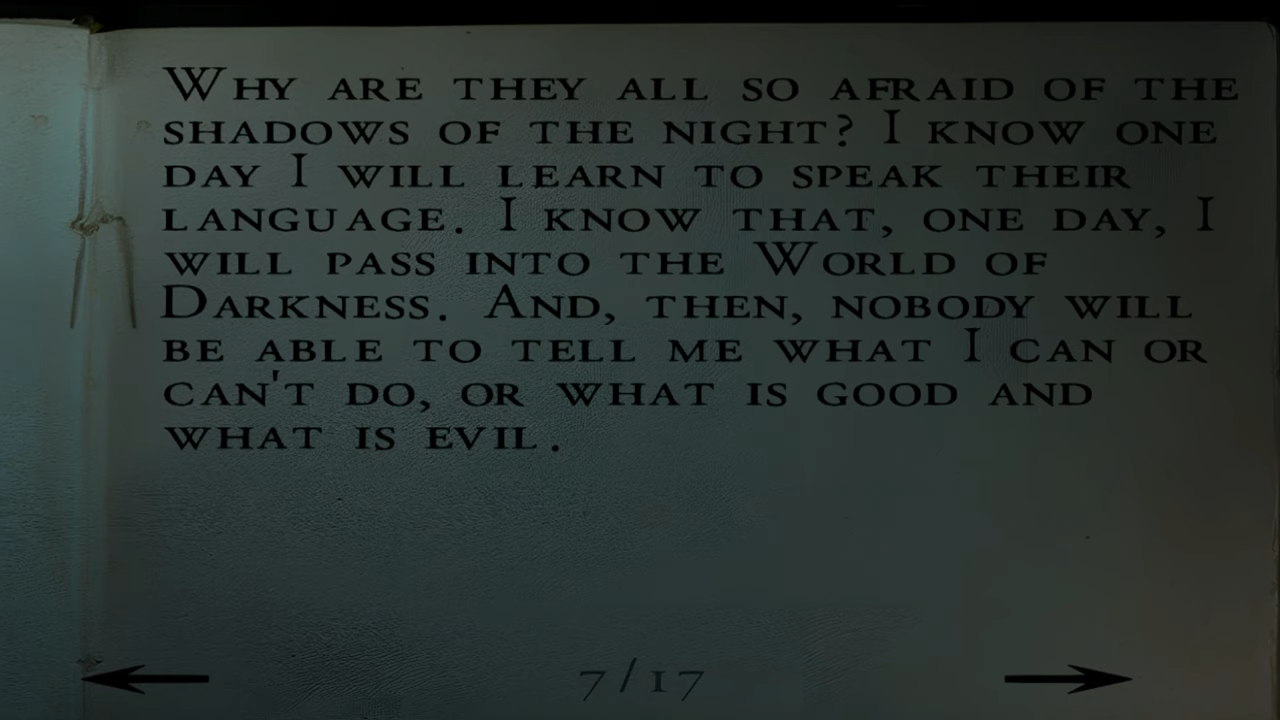 Why are they all so afraid of the
shadows of the night? I know one
day I will learn to speak their
language. I know that, one day, I
will pass into the World of
Darkness. And, then, nobody will
be able to tell me what I can or
can't do, or what is good and
what is evil.
7/17